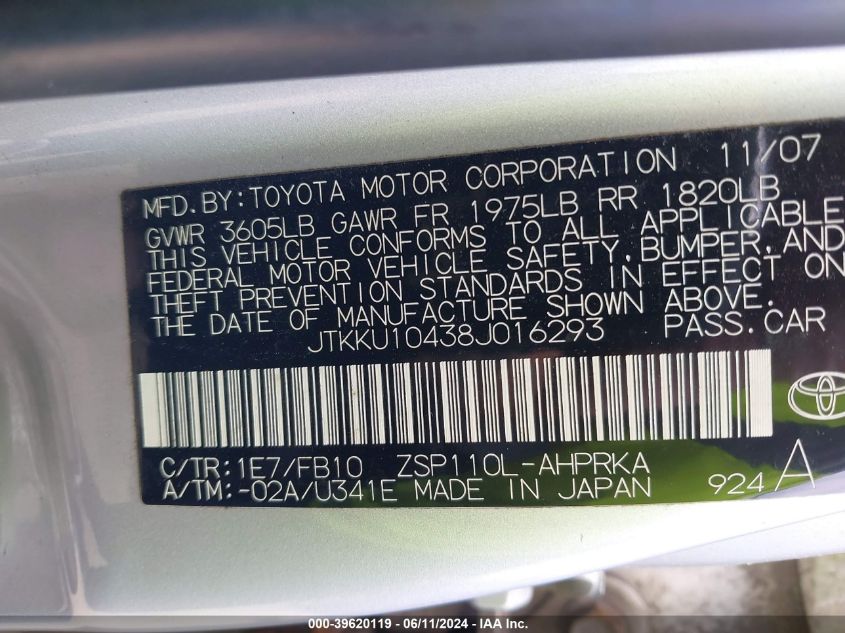 MFD. BY: TOYOTA MOTOR CORPORATION 11/07
GVWR 3605LB GAWR FR 1975LB RR 1820LB
THIS VEHICLE CONFORMS TO ALL APPLICABLE
FEDERAL MOTOR VEHICLE SAFETY, BUMPER, AND
THEFT PREVENTION STANDARDS IN EFFECT ON
THE DATE OF MANUFACTURE SHOWN ABOVE.
JTKKU10438J016293 PASS. CAR
C/TR: 1E7/FB10 ZSP110L-AHPRKA
A/TM: -02A/U341E MADE IN JAPAN 924 A
000-39620119 - 06/11/2024 - IAA Inc.